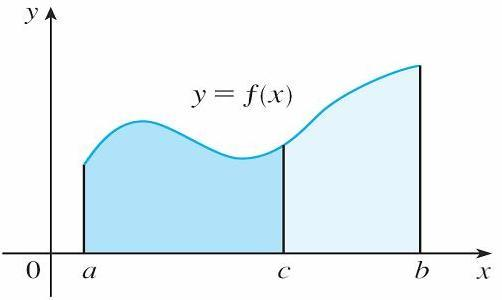 y
y = f(x)
0 a c b x